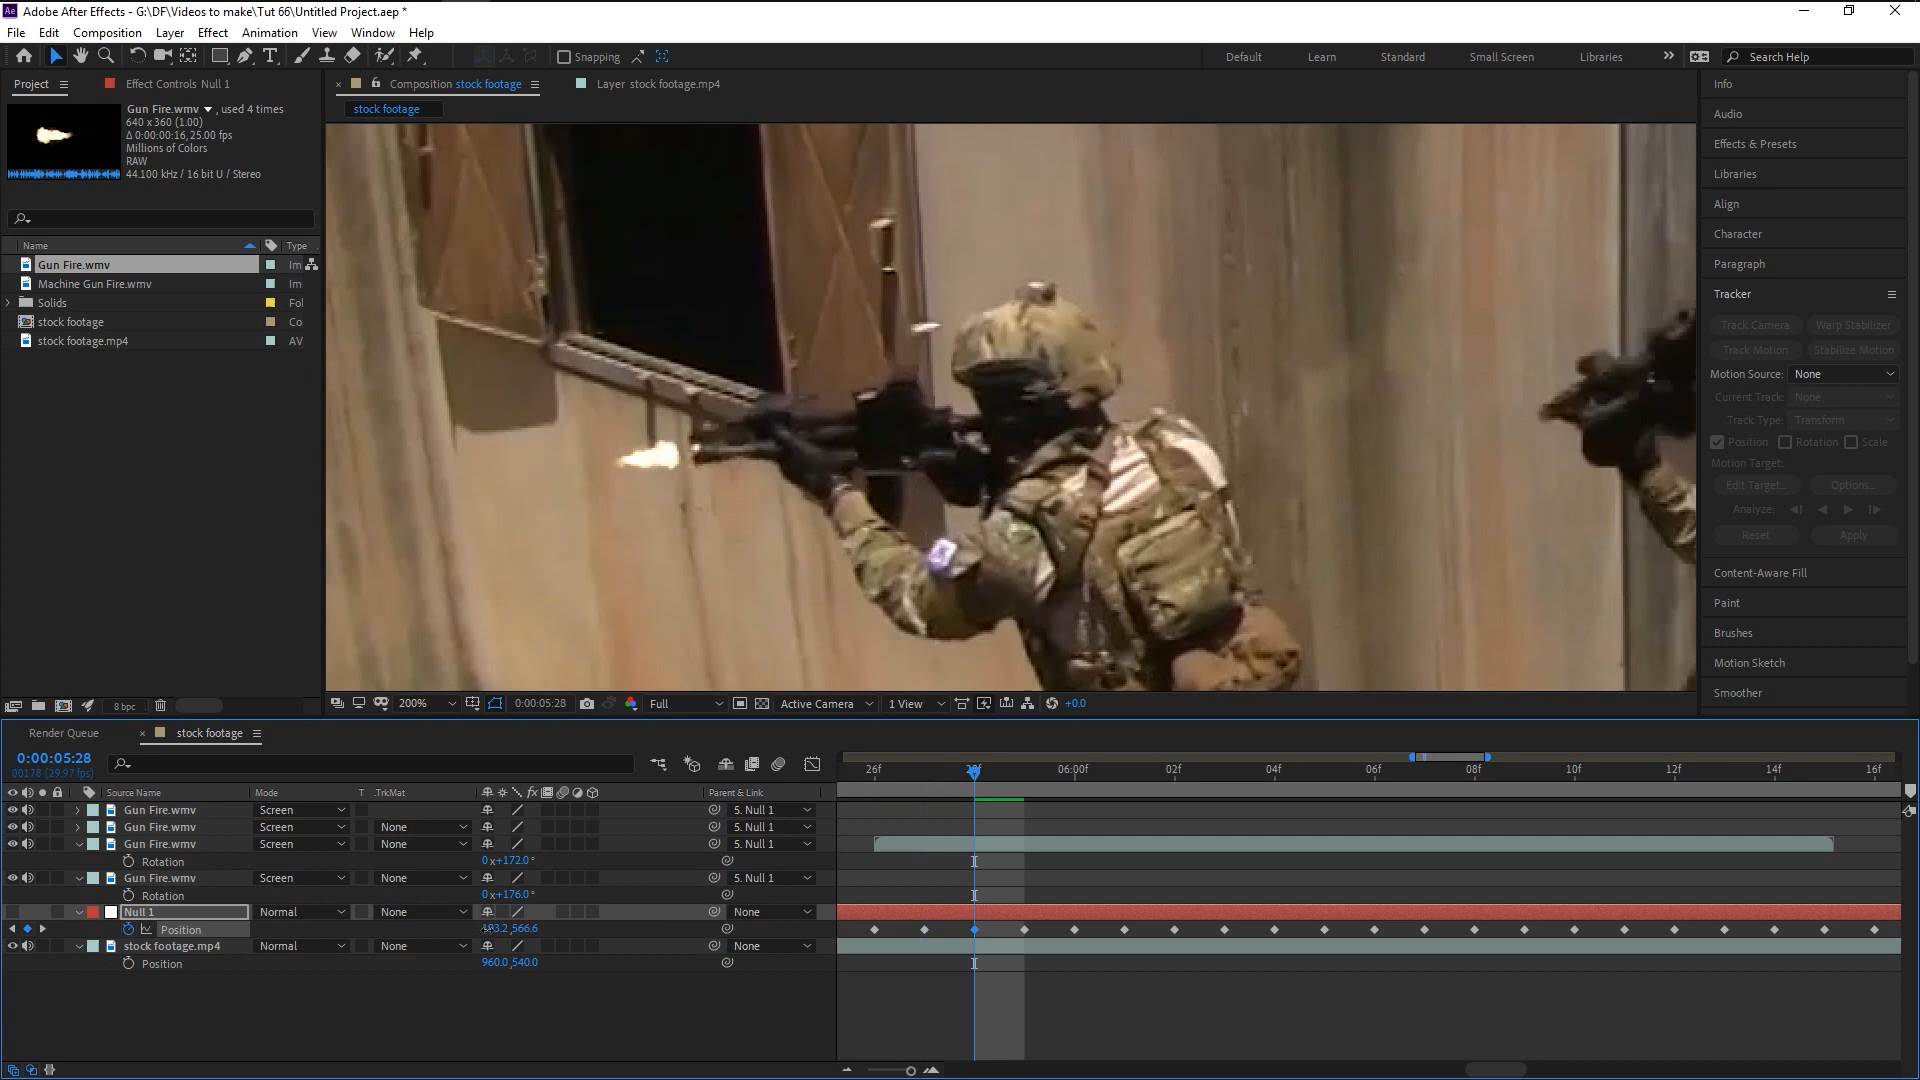 Ae Adobe After Effects - G:\DF\Videos to make\Tut 66\Untitled Project.aep *
File Edit Composition Layer Effect Animation View Window Help
Snapping
Default Learn Standard Small Screen Libraries » Search Help
Project Effect Controls Null 1
Gun Fire.wmv , used 4 times
640 x 360 (1.00)
Δ 0:00:00:16, 25.00 fps
Millions of Colors
RAW
44.100 kHz / 16 bit U / Stereo
Name Type
Gun Fire.wmv Im
Machine Gun Fire.wmv Im
Solids Fol
stock footage Co
stock footage.mp4 AV
8 bpc
× Composition stock footage Layer stock footage.mp4
stock footage
200% 0:00:05:28 Full Active Camera 1 View +0.0
Info
Audio
Effects & Presets
Libraries
Align
Character
Paragraph
Tracker
Track Camera Warp Stabilizer
Track Motion Stabilize Motion
Motion Source: None
Current Track: None
Track Type: Transform
Position Rotation Scale
Motion Target:
Edit Target... Options...
Analyze:
Reset Apply
Content-Aware Fill
Paint
Brushes
Motion Sketch
Smoother
Render Queue × stock footage
0:00:05:28
00178 (29.97 fps)
26f 06:00f 02f 04f 06f 08f 10f 12f 14f 16f
Source Name Mode T .TrkMat fx Parent & Link
Gun Fire.wmv Screen 5. Null 1
Gun Fire.wmv Screen None 5. Null 1
Gun Fire.wmv Screen None 5. Null 1
Rotation 0x+172.0°
Gun Fire.wmv Screen None 5. Null 1
Rotation 0x+176.0°
Null 1 Normal None None
Position ,566.6
stock footage.mp4 Normal None None
Position 960.0,540.0